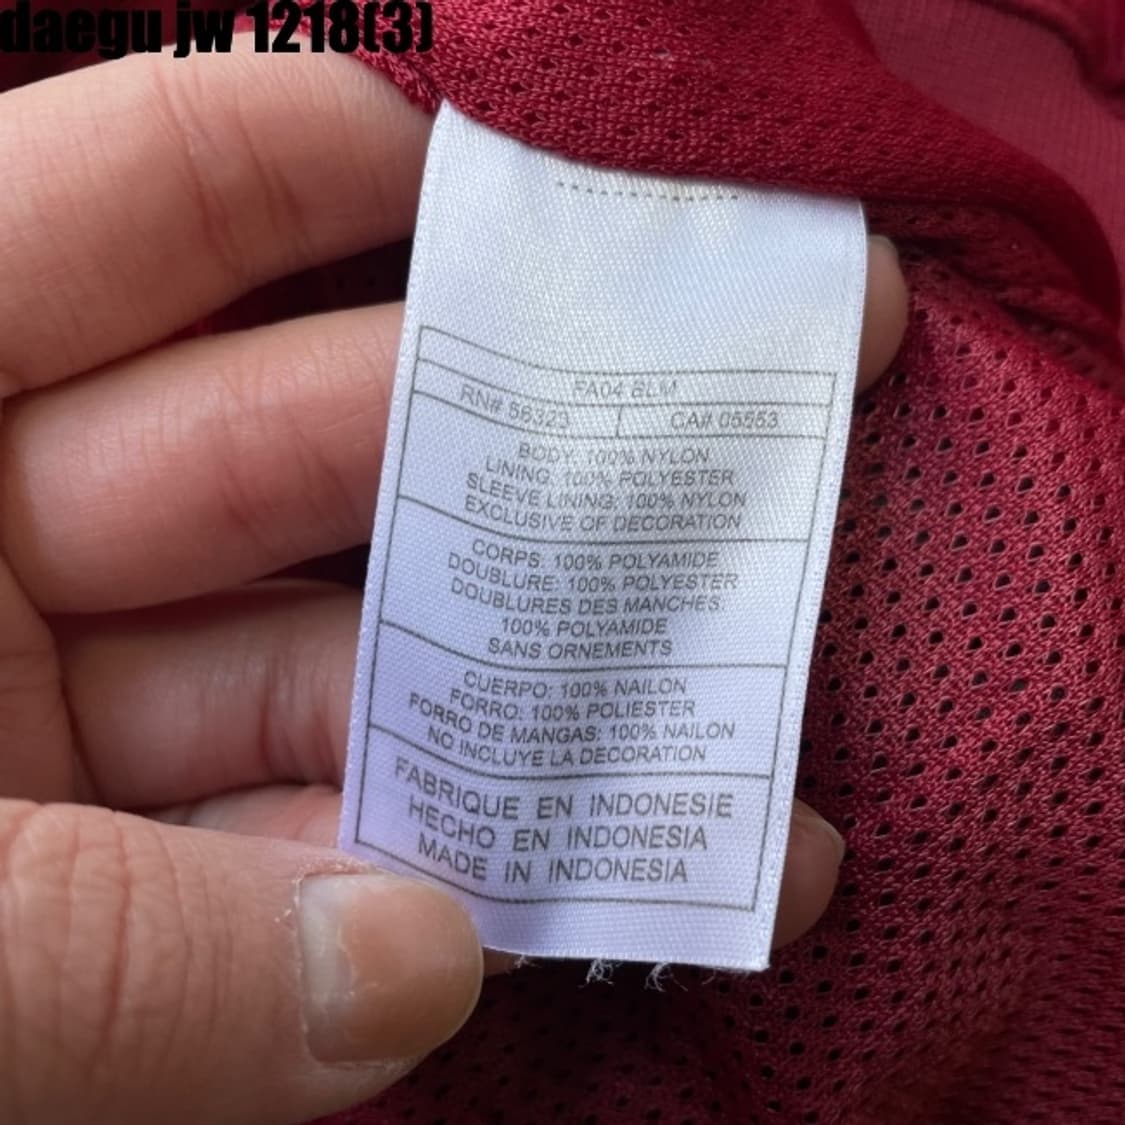 daegu jw 1218(3)
FA04 BLM
RN# 56323 CA# 05553
BODY: 100% NYLON
LINING: 100% POLYESTER
SLEEVE LINING: 100% NYLON
EXCLUSIVE OF DECORATION
CORPS: 100% POLYAMIDE
DOUBLURE: 100% POLYESTER
DOUBLURES DES MANCHES:
100% POLYAMIDE
SANS ORNEMENTS
CUERPO: 100% NAILON
FORRO: 100% POLIESTER
FORRO DE MANGAS: 100% NAILON
NO INCLUYE LA DECORATION
FABRIQUE EN INDONESIE
HECHO EN INDONESIA
MADE IN INDONESIA